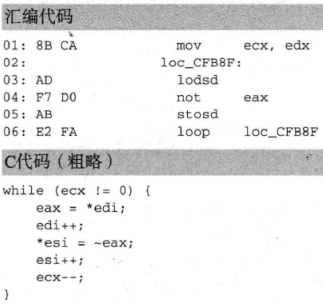 汇编代码
01: 8B CA mov ecx, edx
02: loc_CFB8F:
03: AD lodsd
04: F7 D0 not eax
05: AB stosd
06: E2 FA loop loc_CFB8F
C代码（粗略）
while (ecx != 0) {
eax = *edi;
edi++;
*esi = ~eax;
esi++;
ecx--;
}